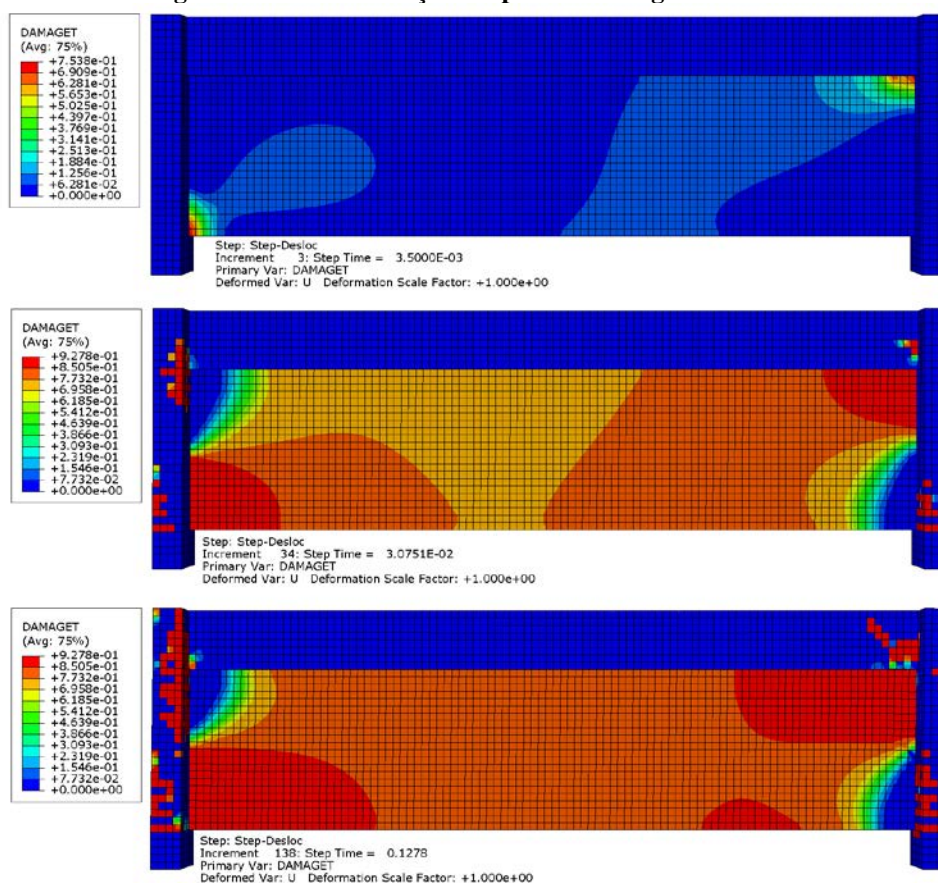 DAMAGET
(Avg: 75%)
+7.538e-01
+6.909e-01
+6.281e-01
+5.653e-01
+5.025e-01
+4.397e-01
+3.769e-01
+3.141e-01
+2.513e-01
+1.884e-01
+1.256e-01
+6.281e-02
+0.000e+00
Step: Step-Desloc
Increment 3: Step Time = 3.5000E-03
Primary Var: DAMAGET
Deformed Var: U Deformation Scale Factor: +1.000e+00
DAMAGET
(Avg: 75%)
+9.278e-01
+8.505e-01
+7.732e-01
+6.958e-01
+6.185e-01
+5.412e-01
+4.639e-01
+3.866e-01
+3.093e-01
+2.319e-01
+1.546e-01
+7.732e-02
+0.000e+00
Step: Step-Desloc
Increment 34: Step Time = 3.0751E-02
Primary Var: DAMAGET
Deformed Var: U Deformation Scale Factor: +1.000e+00
DAMAGET
(Avg: 75%)
+9.278e-01
+8.505e-01
+7.732e-01
+6.958e-01
+6.185e-01
+5.412e-01
+4.639e-01
+3.866e-01
+3.093e-01
+2.319e-01
+1.546e-01
+7.732e-02
+0.000e+00
Step: Step-Desloc
Increment 138: Step Time = 0.1278
Primary Var: DAMAGET
Deformed Var: U Deformation Scale Factor: +1.000e+00